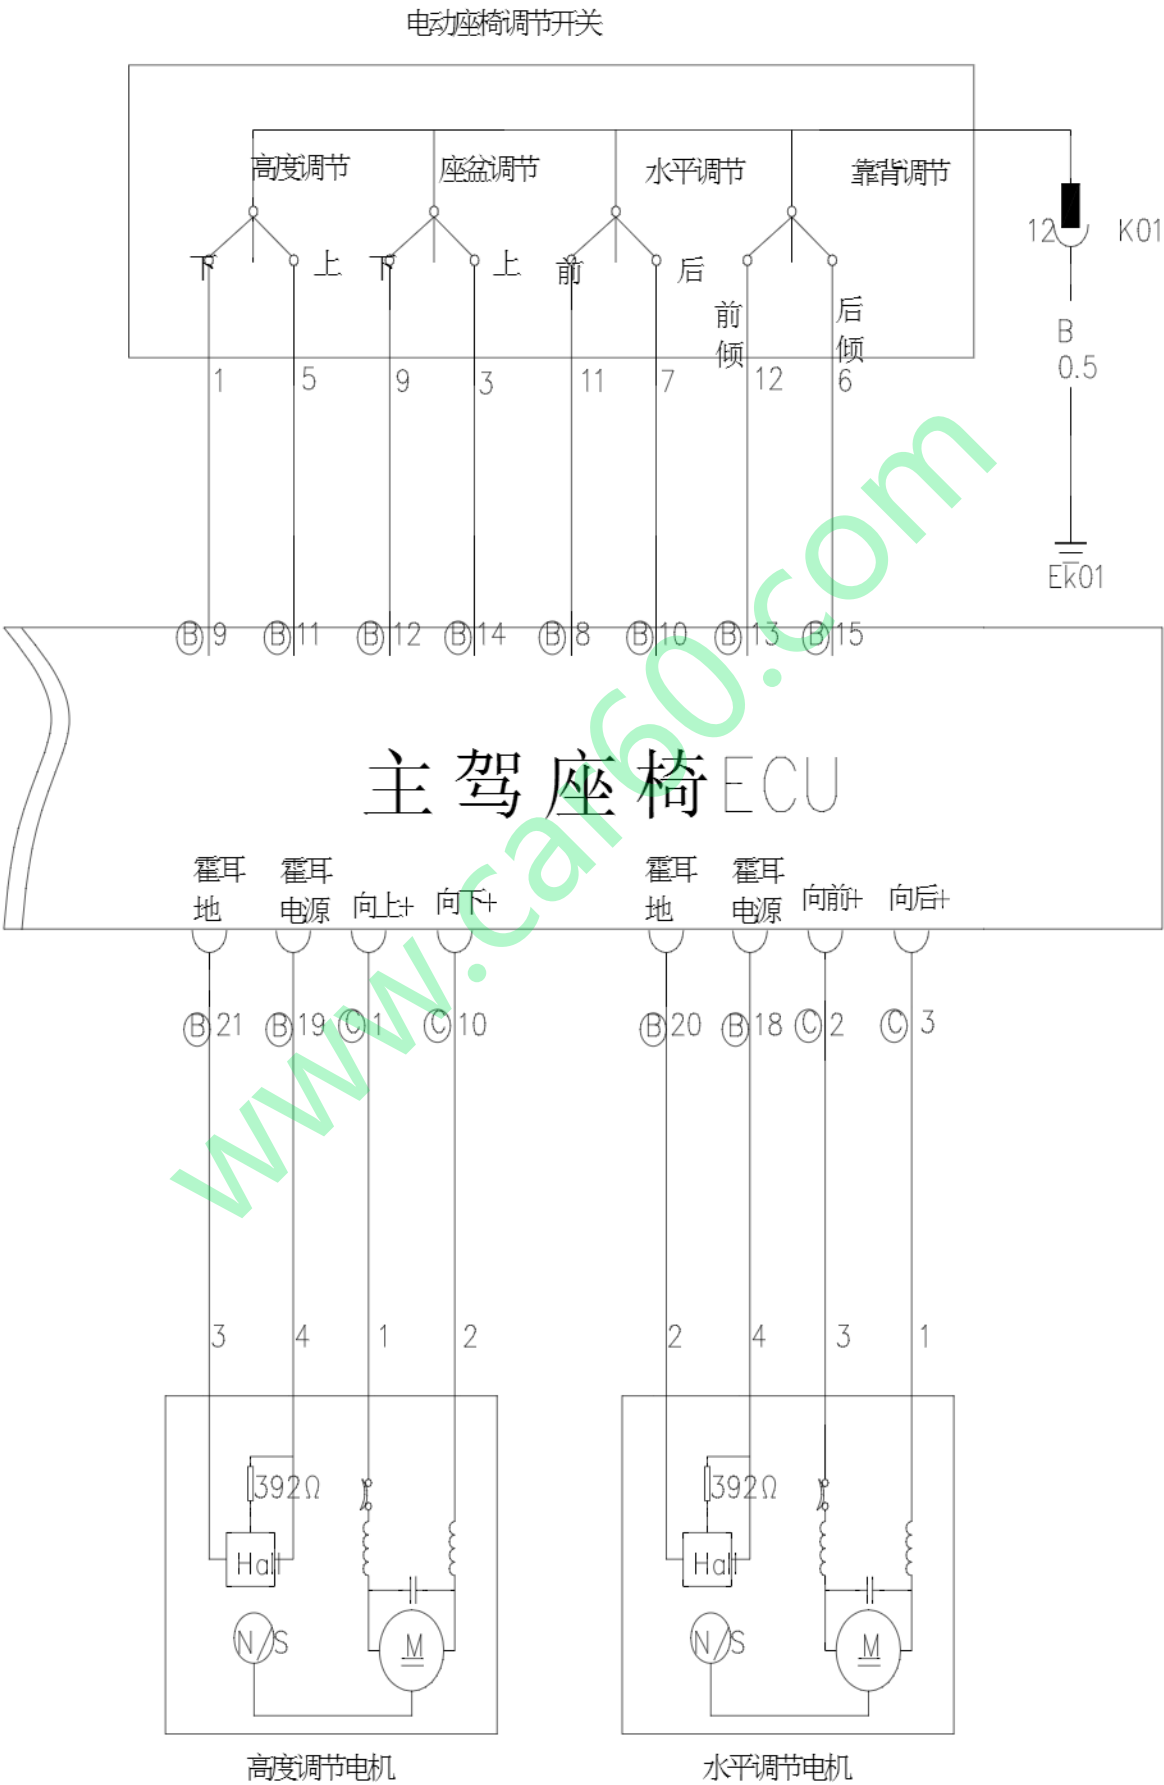 电动座椅调节开关
高度调节 座盆调节 水平调节 靠背调节
12 K01
下 上 下 上 前 后
前倾 后倾
B
0.5
1 5 9 3 11 7 12 6
Ek01
B 9 B 11 B 12 B 14 B 8 B 10 B 13 B 15
主驾座椅ECU
霍耳地 霍耳电源 向上+ 向下+ 霍耳地 霍耳电源 向前+ 向后+
B 21 B 19 C 1 C 10 B 20 B 18 C 2 C 3
3 4 1 2 2 4 3 1
392Ω 392Ω
Hall Hall
N/S M N/S M
高度调节电机 水平调节电机
www.car60.com